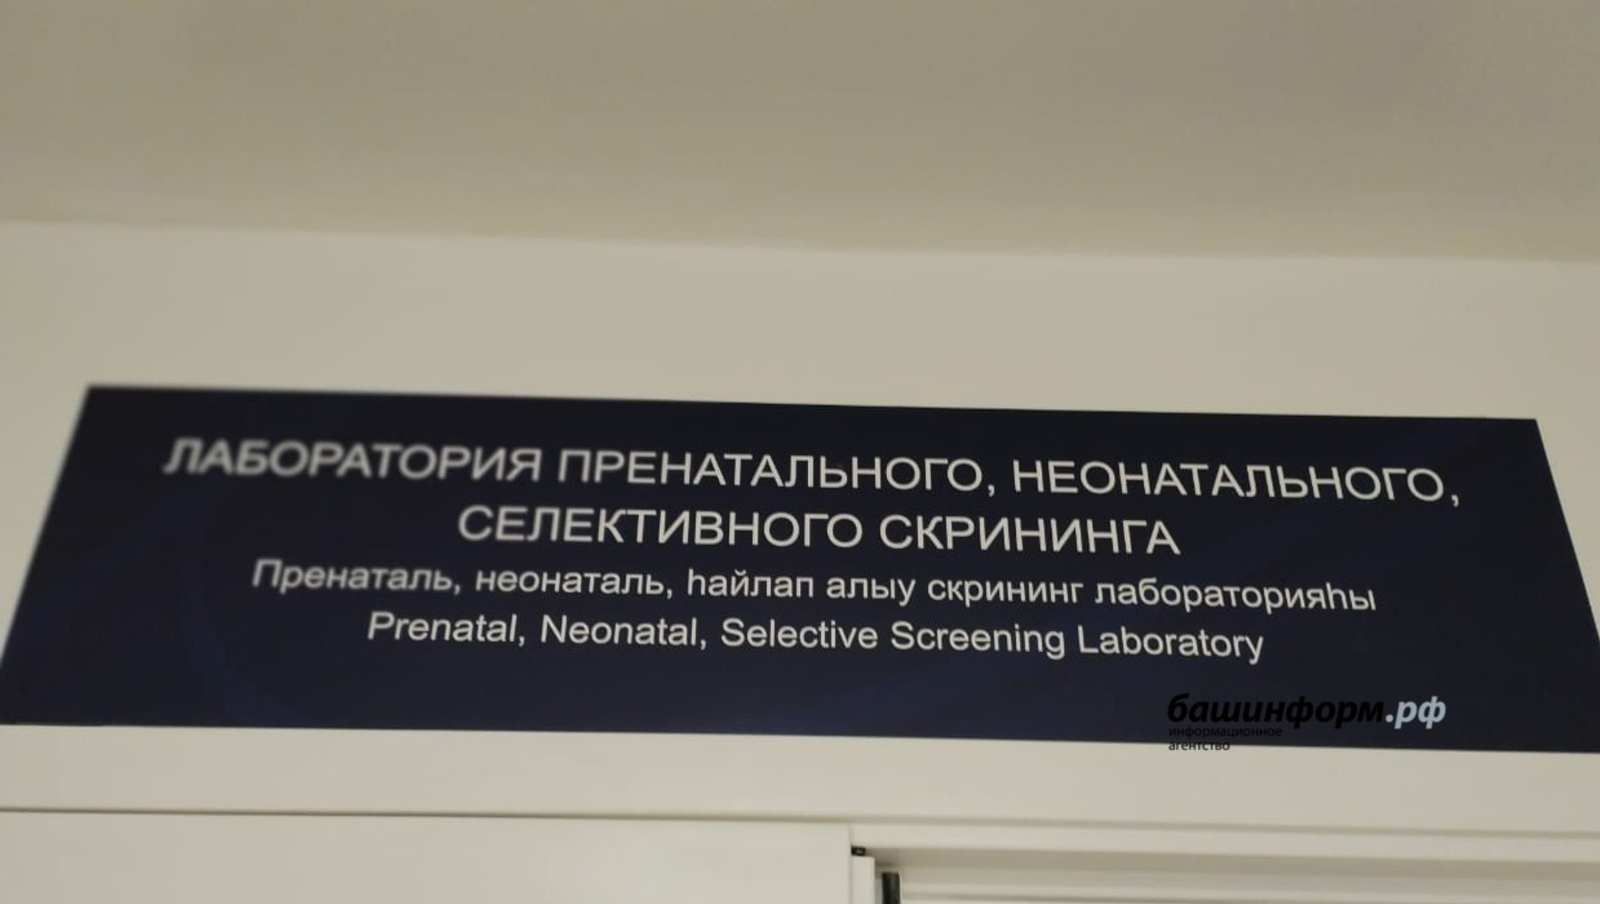 ЛАБОРАТОРИЯ ПРЕНАТАЛЬНОГО, НЕОНАТАЛЬНОГО,
СЕЛЕКТИВНОГО СКРИНИНГА
Пренаталь, неонаталь, һайлап алыу скрининг лабораторияһы
Prenatal, Neonatal, Selective Screening Laboratory
башинформ.рф
информационное
агентство